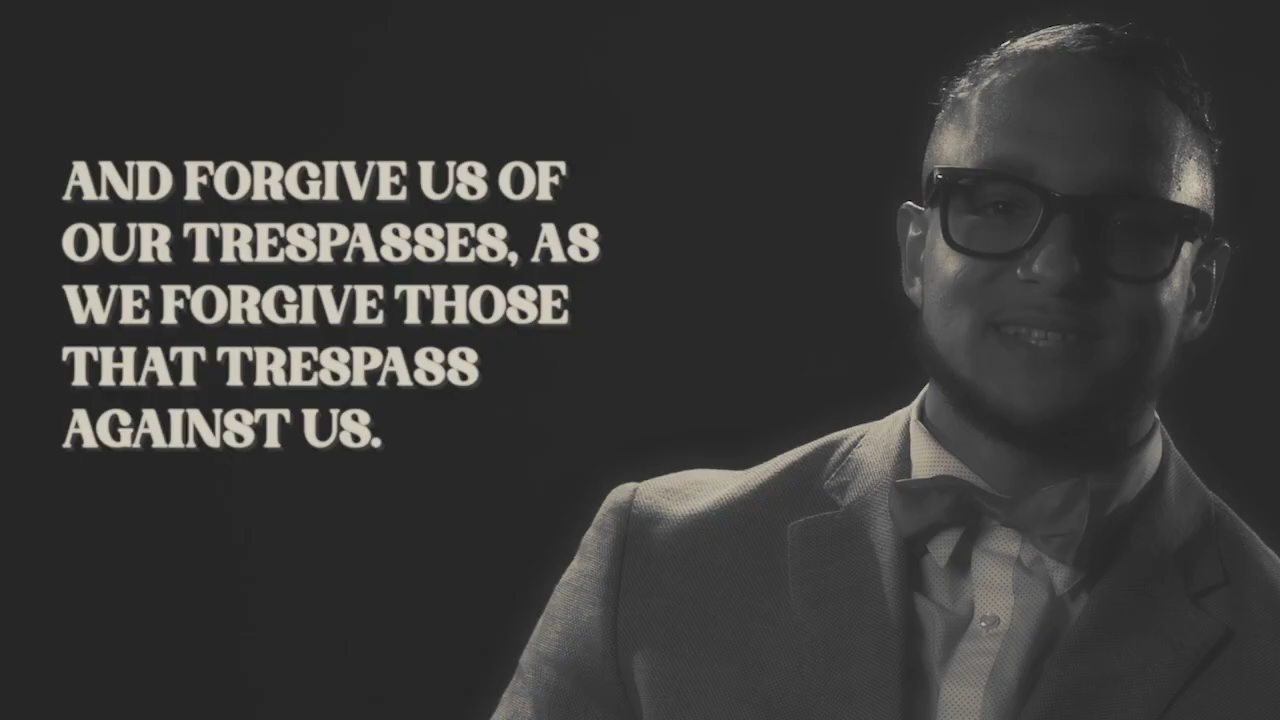 AND FORGIVE US OF
OUR TRESPASSES, AS
WE FORGIVE THOSE
THAT TRESPASS
AGAINST US.